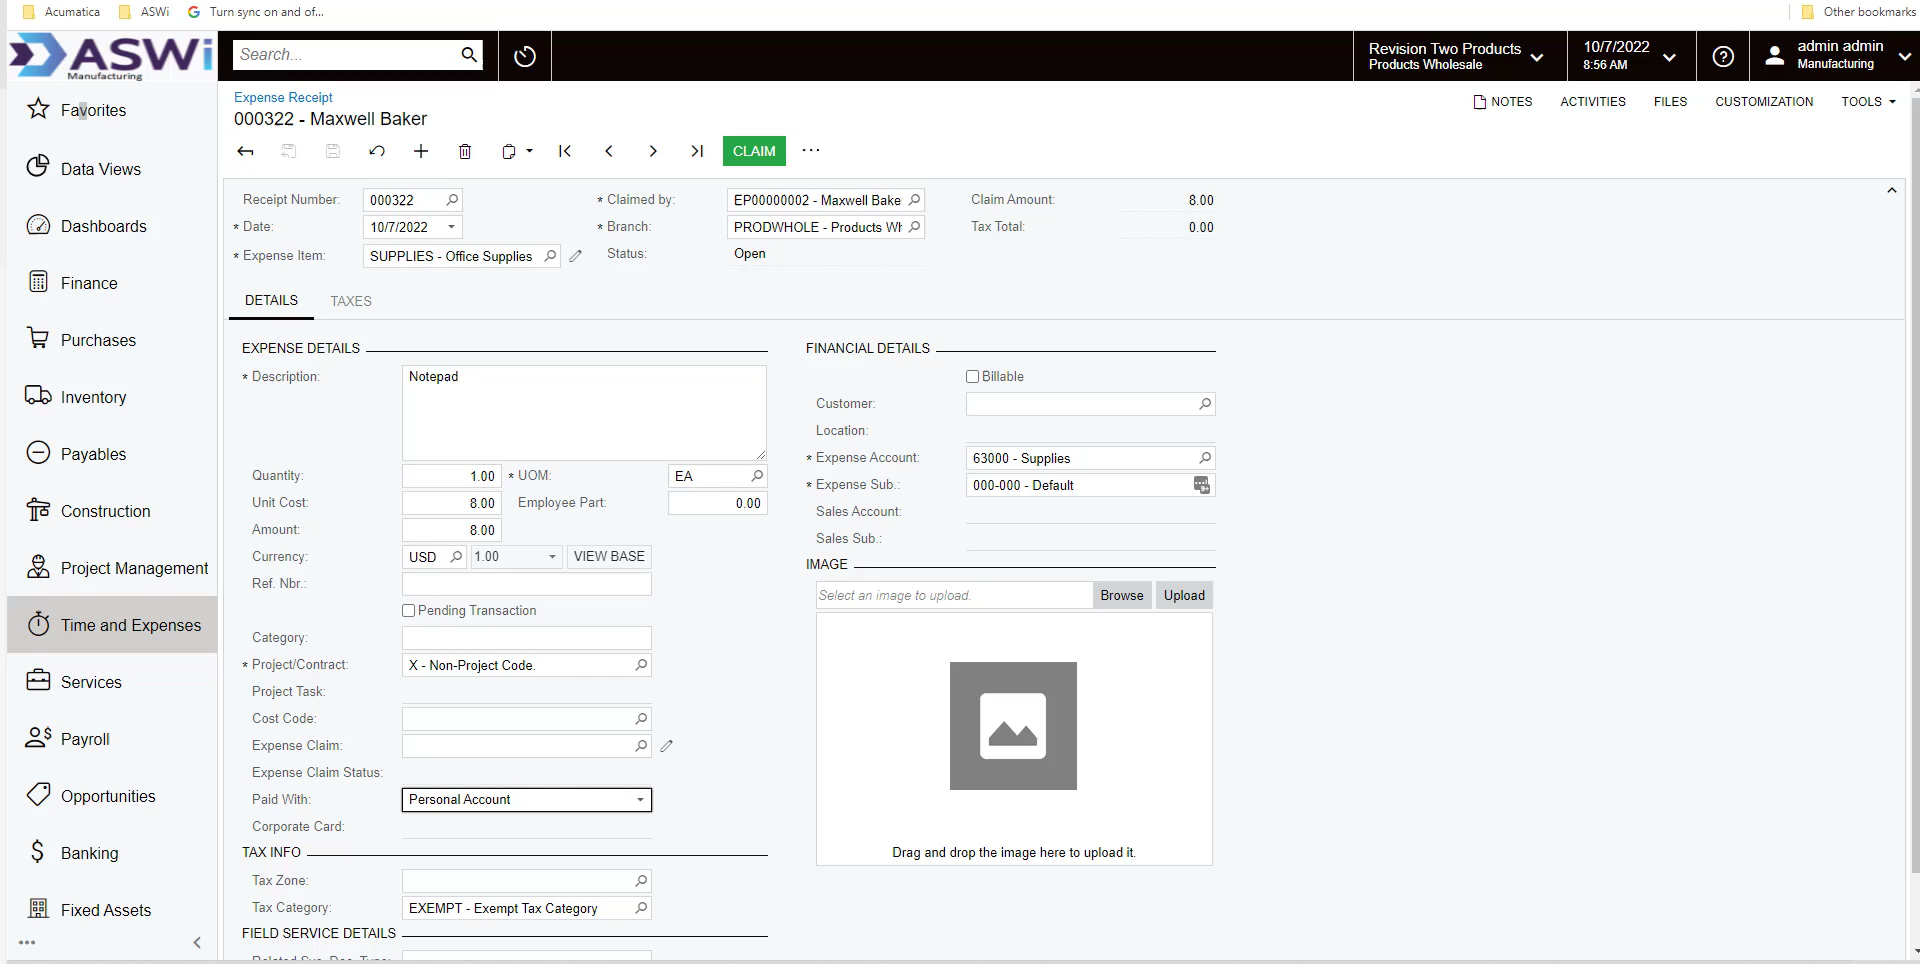 Acumatica ASWi Turn sync on and of... Other bookmarks
ASWi
Manufacturing
Search...
Revision Two Products
Products Wholesale
10/7/2022
8:56 AM
admin admin
Manufacturing
Favorites
Data Views
Dashboards
Finance
Purchases
Inventory
Payables
Construction
Project Management
Time and Expenses
Services
Payroll
Opportunities
Banking
Fixed Assets
Expense Receipt
000322 - Maxwell Baker
NOTES ACTIVITIES FILES CUSTOMIZATION TOOLS
CLAIM
Receipt Number: 000322 * Claimed by: EP00000002 - Maxwell Bake Claim Amount: 8.00
* Date: 10/7/2022 * Branch: PRODWHOLE - Products Wh Tax Total: 0.00
* Expense Item: SUPPLIES - Office Supplies Status: Open
DETAILS TAXES
EXPENSE DETAILS
* Description: Notepad
Quantity: 1.00 * UOM: EA
Unit Cost: 8.00 Employee Part: 0.00
Amount: 8.00
Currency: USD 1.00 VIEW BASE
Ref. Nbr.:
Pending Transaction
Category:
* Project/Contract: X - Non-Project Code.
Project Task:
Cost Code:
Expense Claim:
Expense Claim Status:
Paid With: Personal Account
Corporate Card:
TAX INFO
Tax Zone:
Tax Category: EXEMPT - Exempt Tax Category
FIELD SERVICE DETAILS
Related Svc. Doc. Type:
FINANCIAL DETAILS
Billable
Customer:
Location:
* Expense Account: 63000 - Supplies
* Expense Sub.: 000-000 - Default
Sales Account:
Sales Sub.:
IMAGE
Select an image to upload. Browse Upload
Drag and drop the image here to upload it.